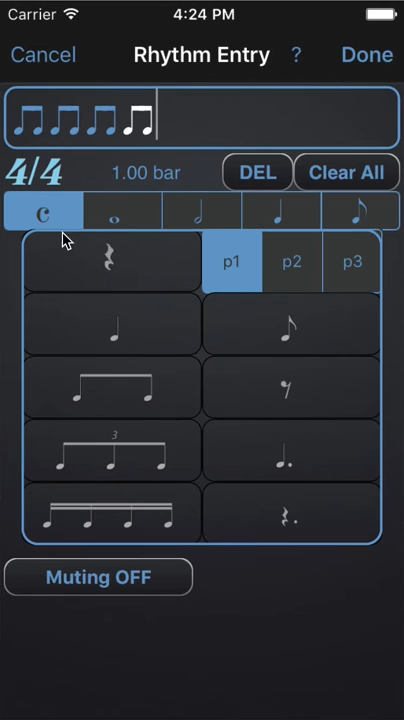 Carrier 4:24 PM
Cancel Rhythm Entry ? Done
4/4 1.00 bar DEL Clear All
p1 p2 p3
3
Muting OFF